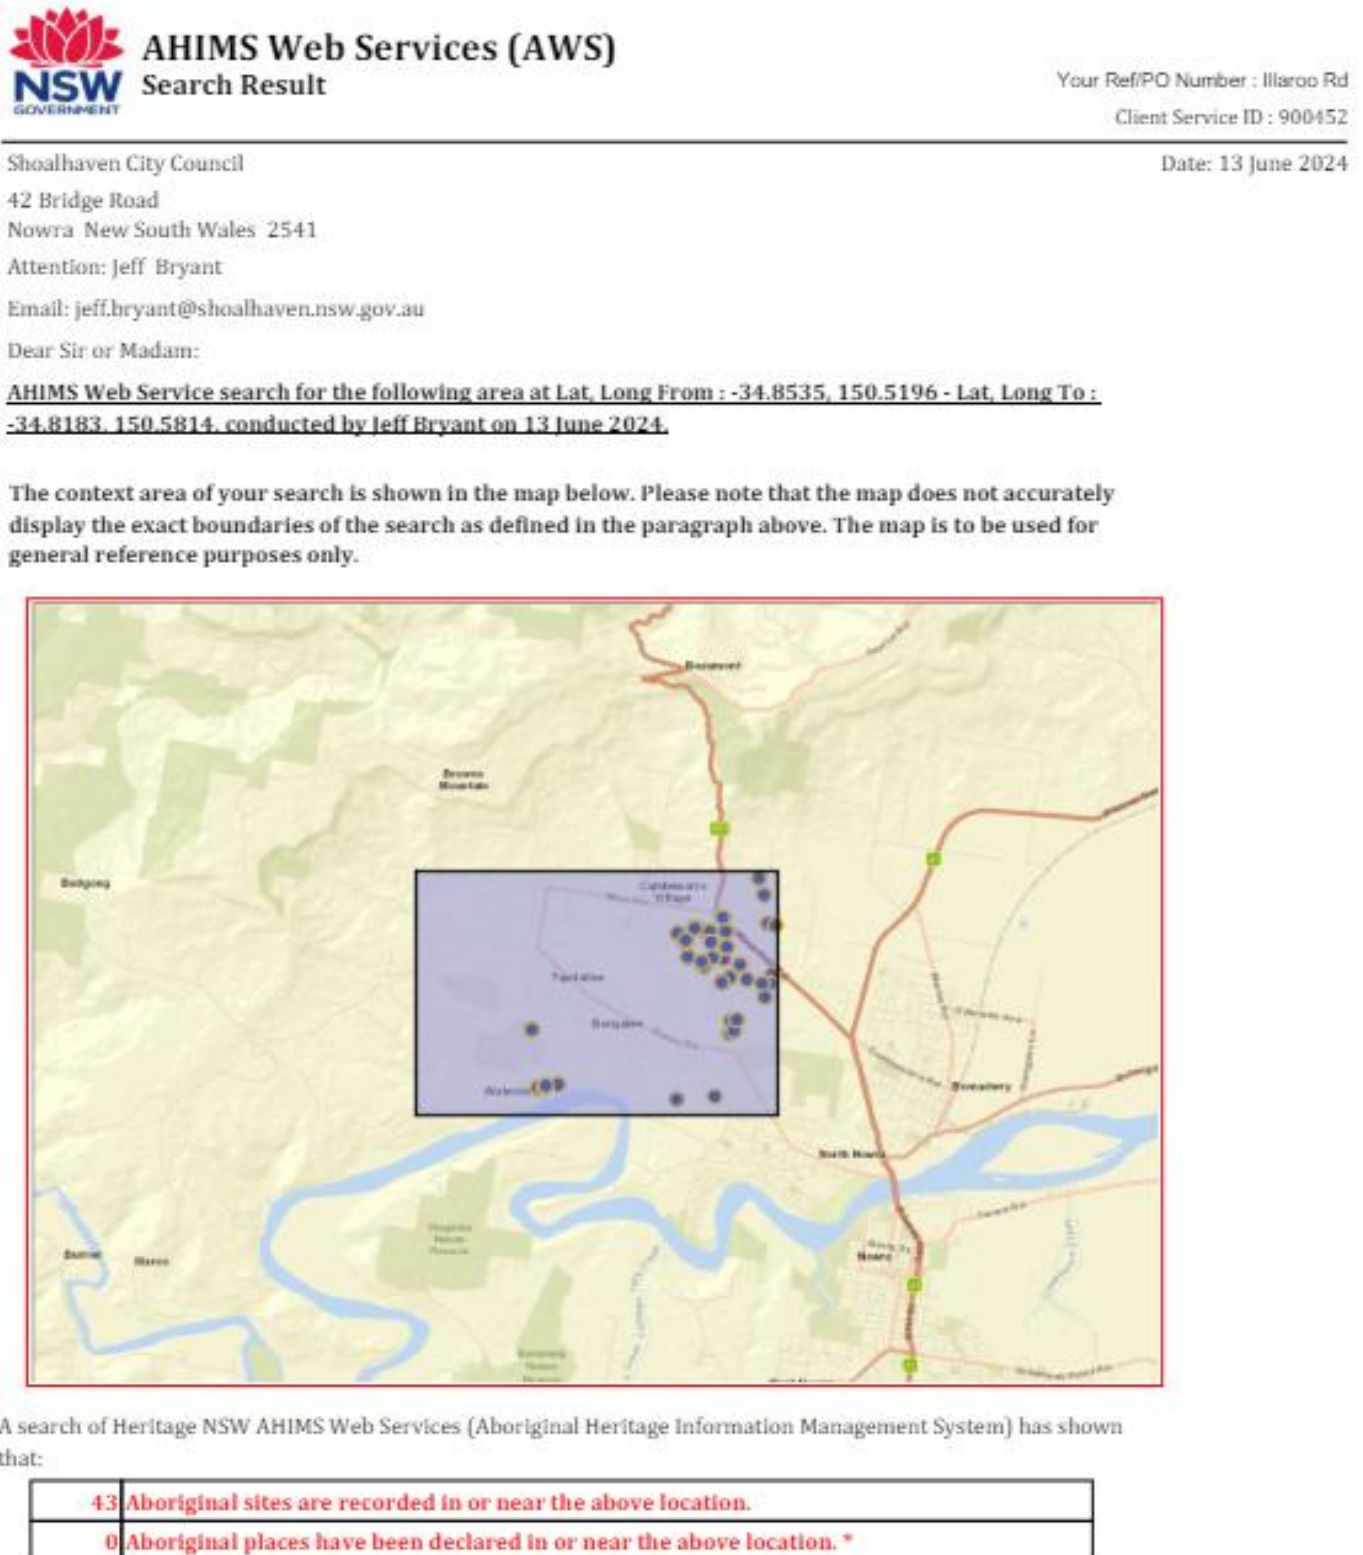 NSW
GOVERNMENT
AHIMS Web Services (AWS)
Search Result
Your Ref/PO Number : Illaroo Rd
Client Service ID : 900452
Shoalhaven City Council
Date: 13 June 2024
42 Bridge Road
Nowra New South Wales 2541
Attention: Jeff Bryant
Email: jeff.bryant@shoalhaven.nsw.gov.au
Dear Sir or Madam:
AHIMS Web Service search for the following area at Lat, Long From : -34.8535, 150.5196 - Lat, Long To :
-34.8183, 150.5814, conducted by Jeff Bryant on 13 June 2024.
The context area of your search is shown in the map below. Please note that the map does not accurately
display the exact boundaries of the search as defined in the paragraph above. The map is to be used for
general reference purposes only.
Beaumont
Browns
Mountain
Budgong
Cambewarra
Village
Tapitallee
Bangalee
Bomaderry
North Nowra
Nowra
A search of Heritage NSW AHIMS Web Services (Aboriginal Heritage Information Management System) has shown
that:
43 Aboriginal sites are recorded in or near the above location.
0 Aboriginal places have been declared in or near the above location. *